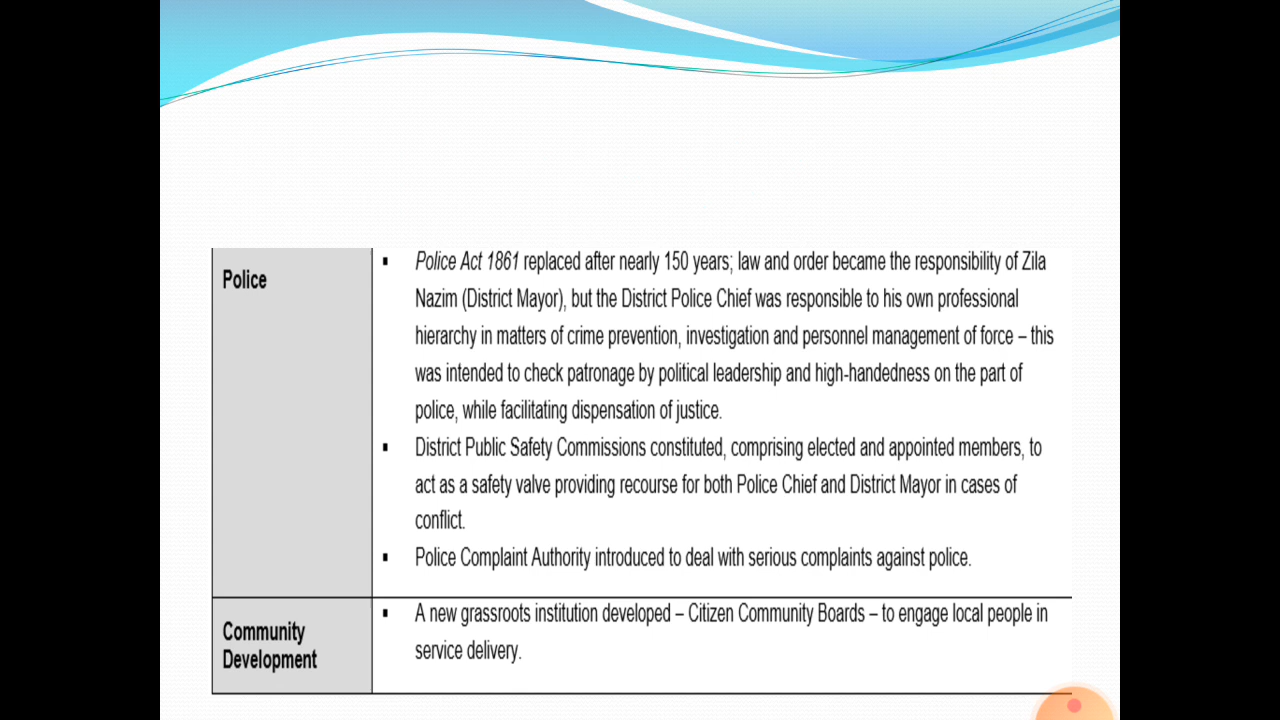 Police
▪ Police Act 1861 replaced after nearly 150 years; law and order became the responsibility of Zila
Nazim (District Mayor), but the District Police Chief was responsible to his own professional
hierarchy in matters of crime prevention, investigation and personnel management of force – this
was intended to check patronage by political leadership and high-handedness on the part of
police, while facilitating dispensation of justice.
▪ District Public Safety Commissions constituted, comprising elected and appointed members, to
act as a safety valve providing recourse for both Police Chief and District Mayor in cases of
conflict.
▪ Police Complaint Authority introduced to deal with serious complaints against police.
Community
Development
▪ A new grassroots institution developed – Citizen Community Boards – to engage local people in
service delivery.